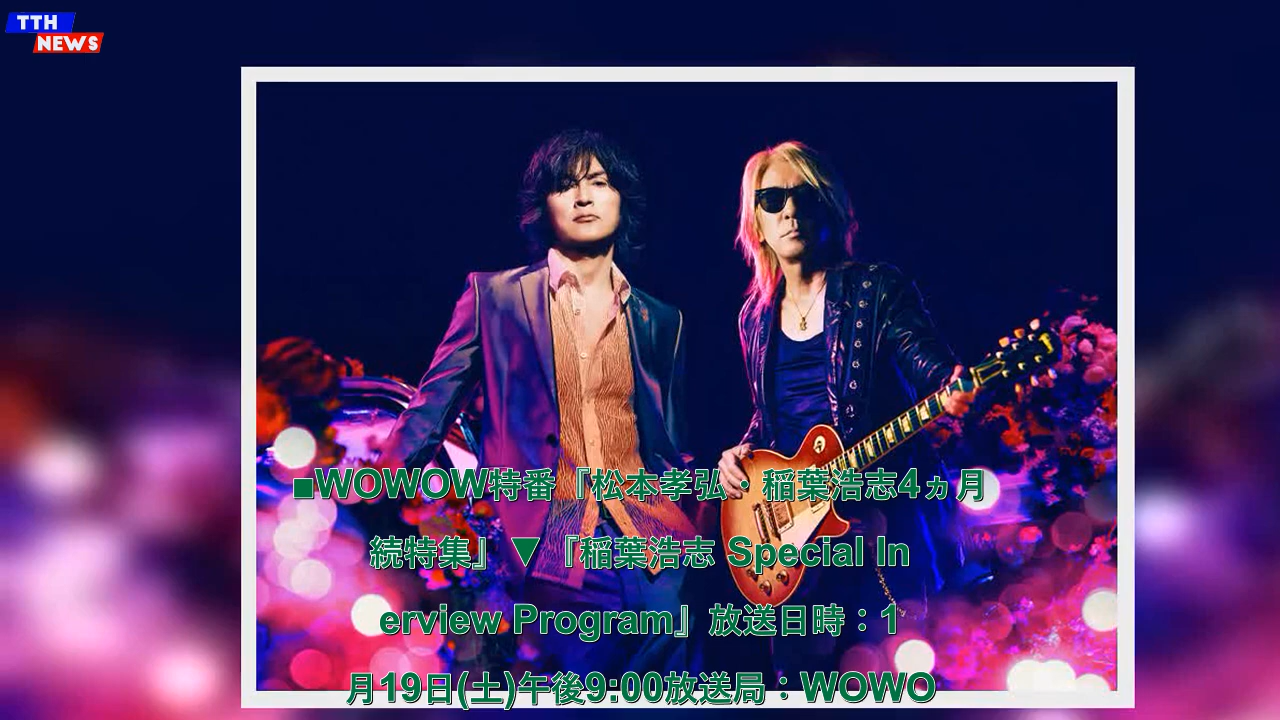 TTH
NEWS
■WOWOW特番『松本孝弘・稲葉浩志4ヵ月
続特集』▼『稲葉浩志 Special In
erview Program』放送日時：1
月19日(土)午後9:00放送局：WOWO